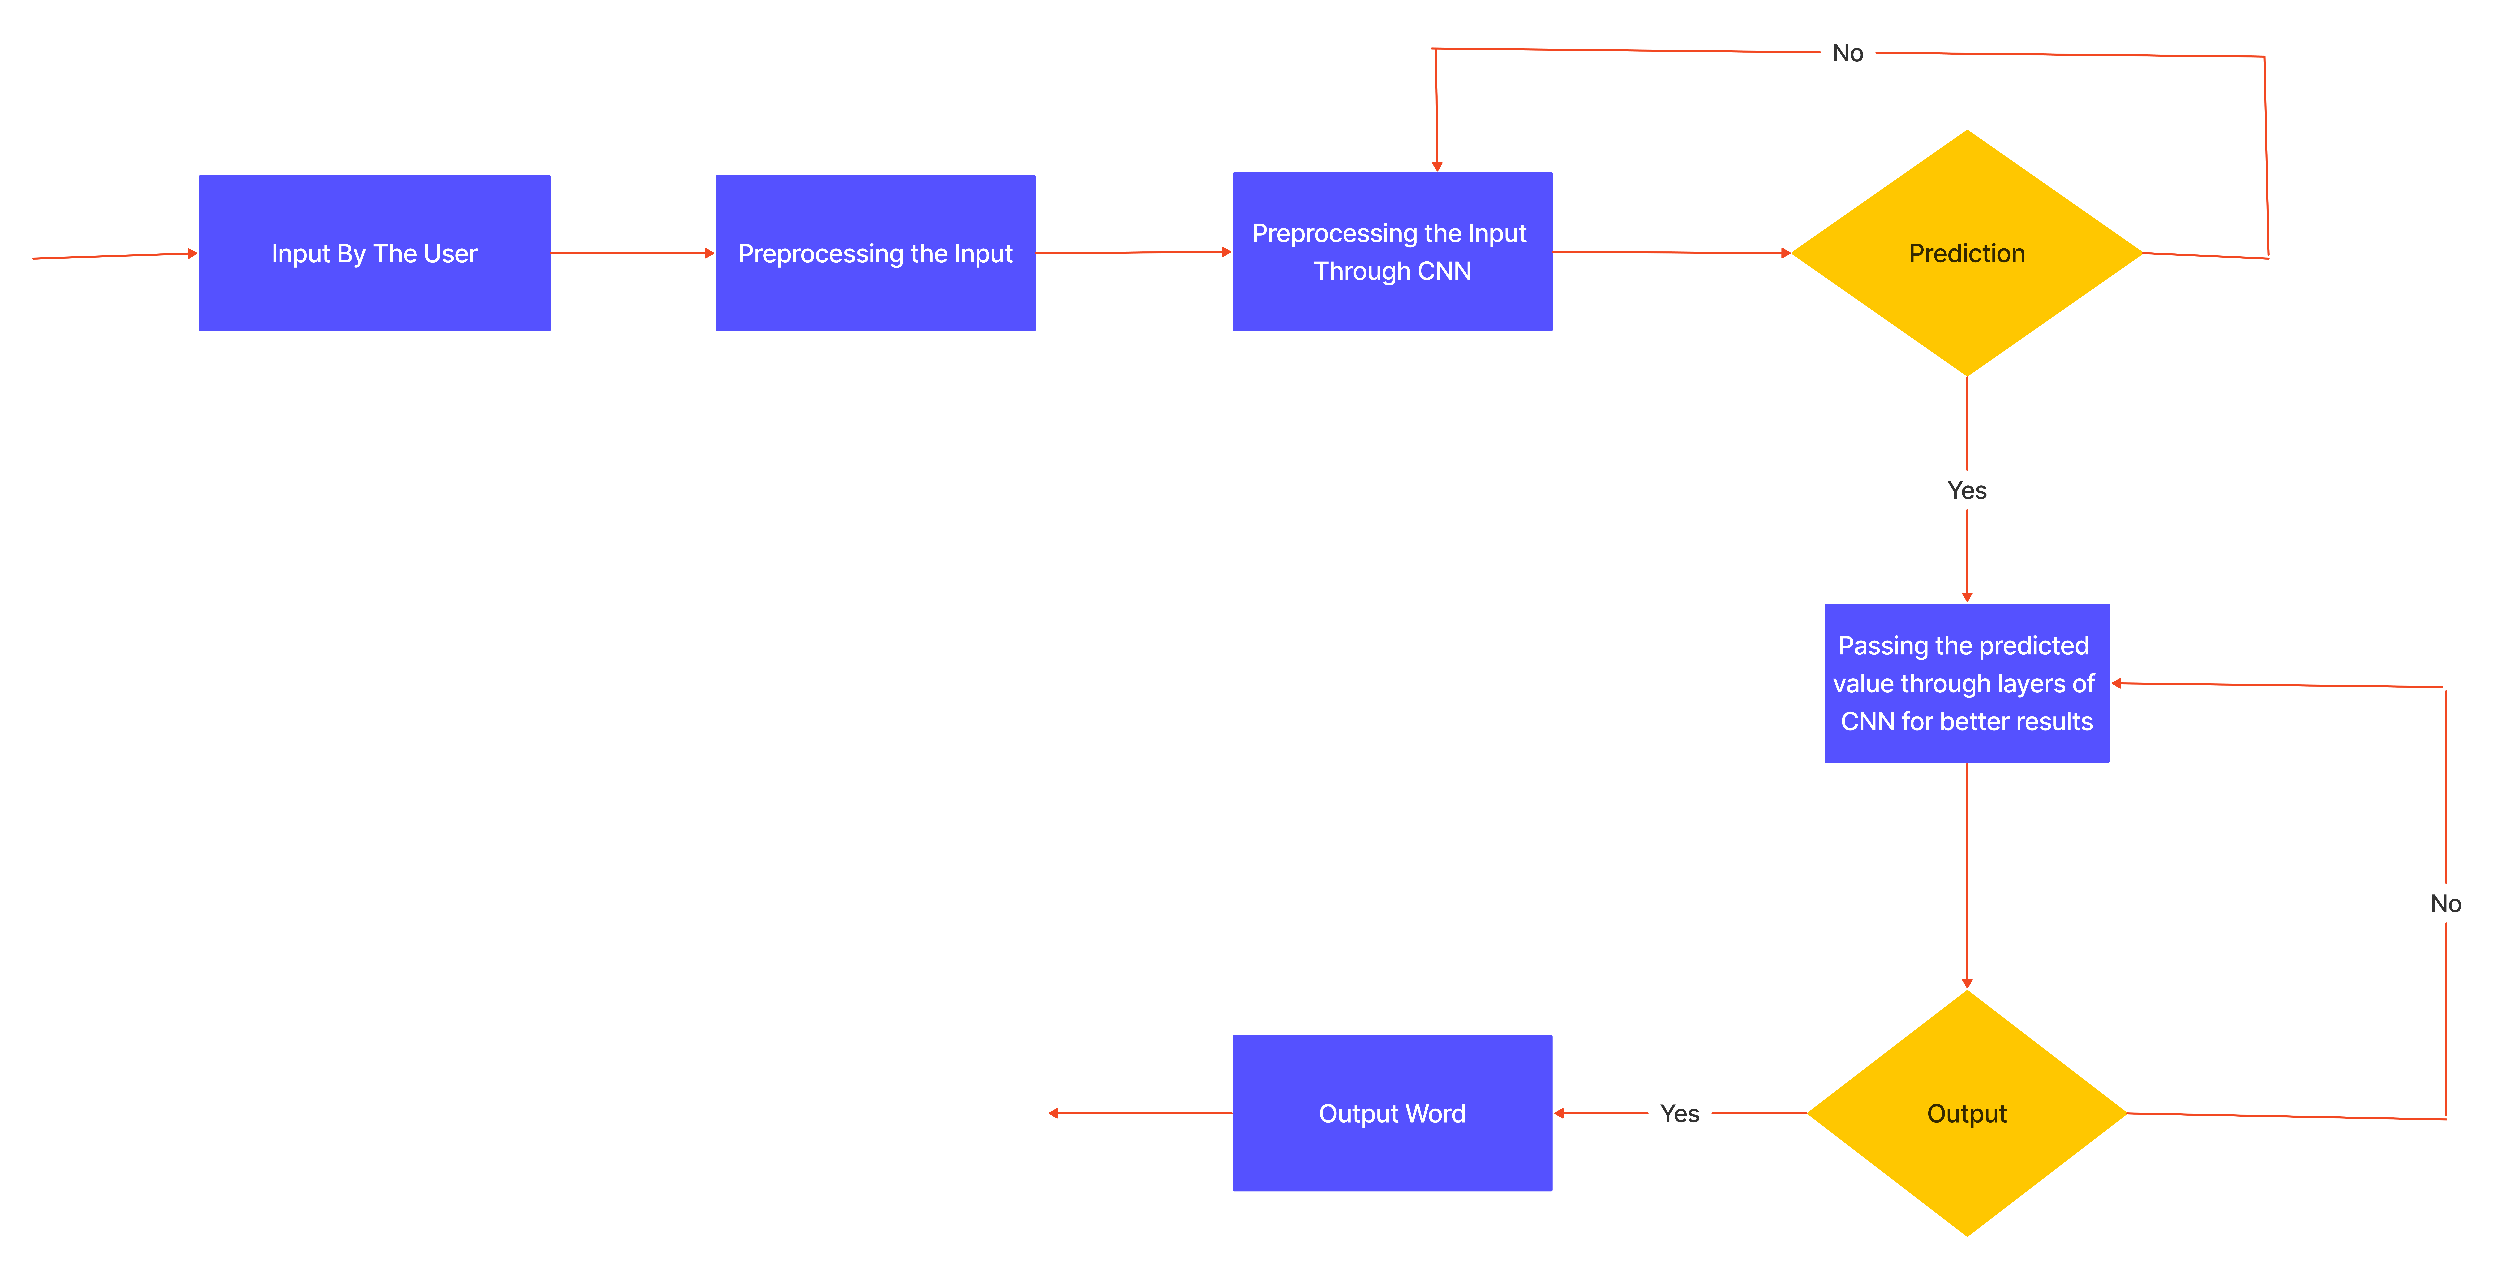 No
Input By The User
Preprocessing the Input
Preprocessing the Input
Through CNN
Prediction
Yes
Passing the predicted
value through layers of
CNN for better results
No
Output Word
Yes
Output